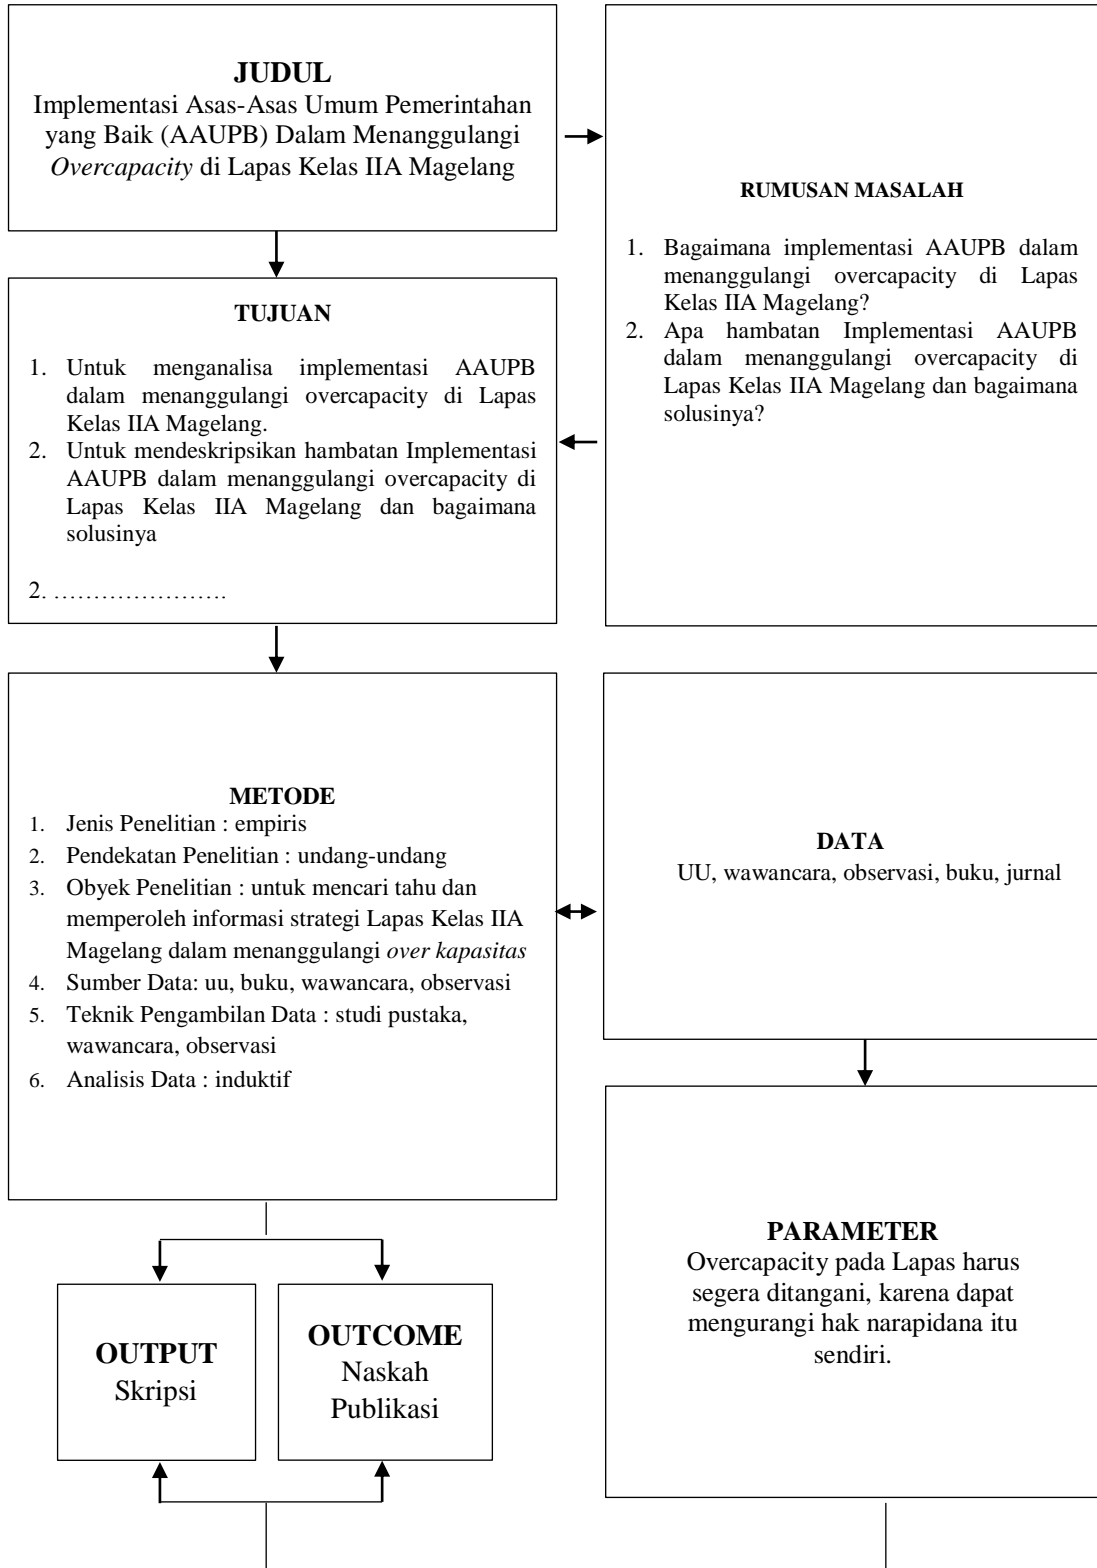 JUDUL
Implementasi Asas-Asas Umum Pemerintahan
yang Baik (AAUPB) Dalam Menanggulangi
Overcapacity di Lapas Kelas IIA Magelang
RUMUSAN MASALAH
1. Bagaimana implementasi AAUPB dalam
menanggulangi overcapacity di Lapas
Kelas IIA Magelang?
2. Apa hambatan Implementasi AAUPB
dalam menanggulangi overcapacity di
Lapas Kelas IIA Magelang dan bagaimana
solusinya?
TUJUAN
1. Untuk menganalisa implementasi AAUPB
dalam menanggulangi overcapacity di Lapas
Kelas IIA Magelang.
2. Untuk mendeskripsikan hambatan Implementasi
AAUPB dalam menanggulangi overcapacity di
Lapas Kelas IIA Magelang dan bagaimana
solusinya
2. ......................
METODE
1. Jenis Penelitian : empiris
2. Pendekatan Penelitian : undang-undang
3. Obyek Penelitian : untuk mencari tahu dan
memperoleh informasi strategi Lapas Kelas IIA
Magelang dalam menanggulangi over kapasitas
4. Sumber Data: uu, buku, wawancara, observasi
5. Teknik Pengambilan Data : studi pustaka,
wawancara, observasi
6. Analisis Data : induktif
DATA
UU, wawancara, observasi, buku, jurnal
PARAMETER
Overcapacity pada Lapas harus
segera ditangani, karena dapat
mengurangi hak narapidana itu
sendiri.
OUTPUT
Skripsi
OUTCOME
Naskah
Publikasi